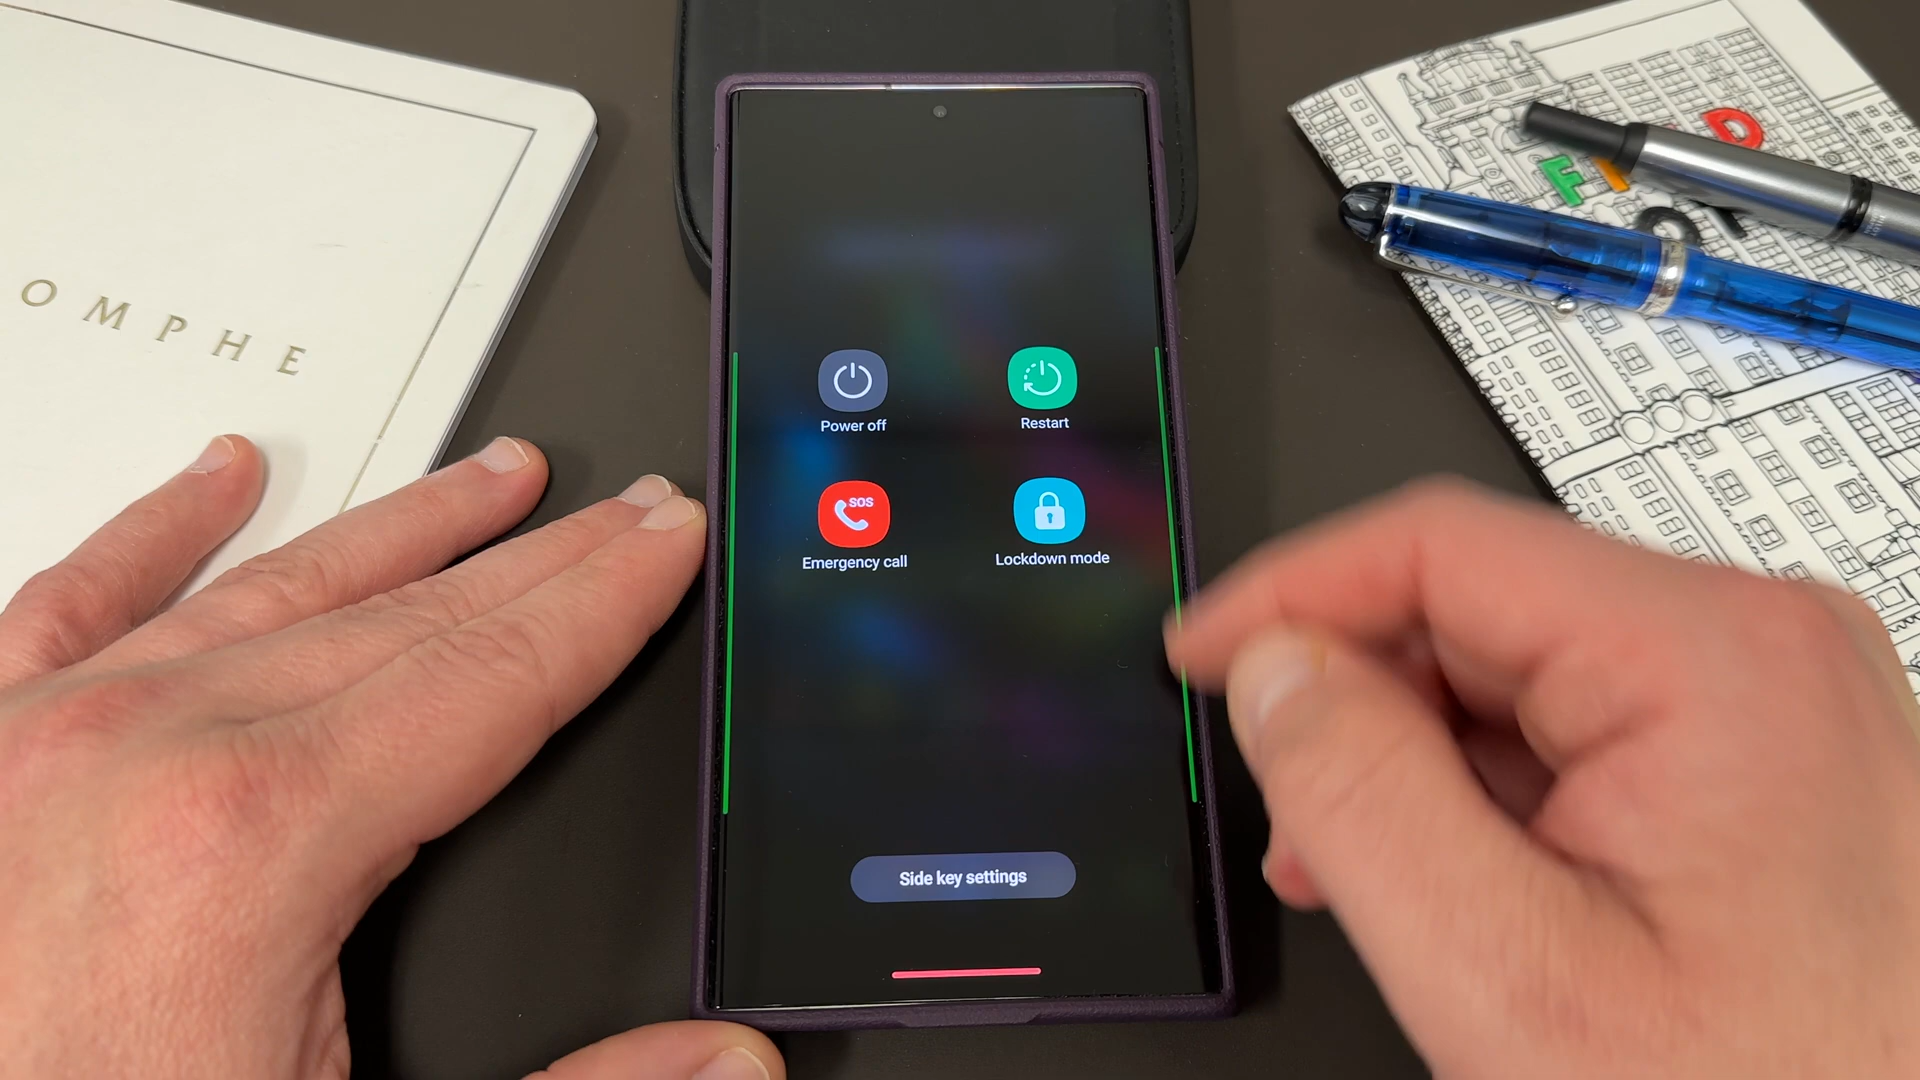 OMPHE
F
D
Power off
Restart
SOS
Emergency call
Lockdown mode
Side key settings